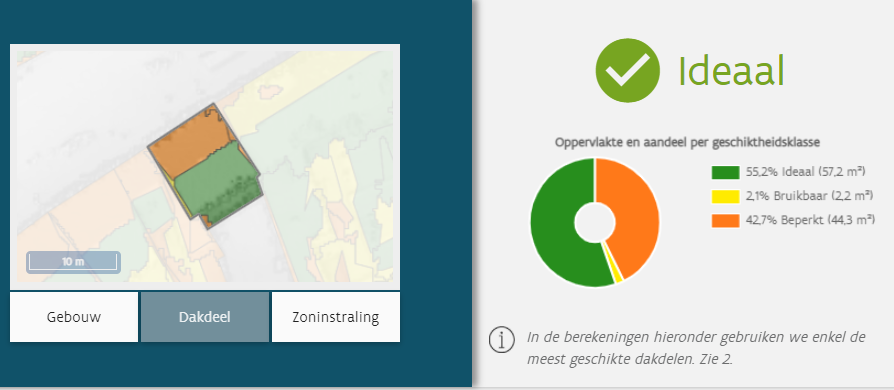 Ideaal
Oppervlakte en aandeel per geschiktheidsklasse
55,2% Ideaal (57,2 m²)
2,1% Bruikbaar (2,2 m²)
42,7% Beperkt (44,3 m²)
10 m
Gebouw
Dakdeel
Zoninstraling
In de berekeningen hieronder gebruiken we enkel de
meest geschikte dakdelen. Zie 2.